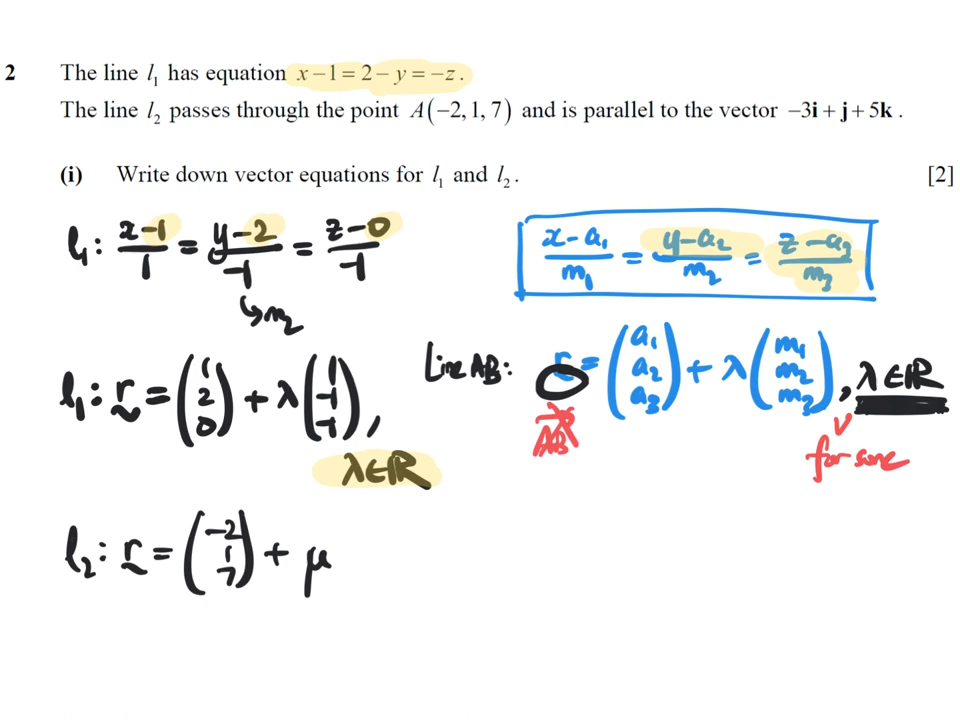 2 The line l₁ has equation x − 1 = 2 − y = −z .
The line l₂ passes through the point A(−2, 1, 7) and is parallel to the vector −3i + j + 5k .
(i) Write down vector equations for l₁ and l₂ . [2]
l₁ : (x−1)/1 = (y−2)/−1 = (z−0)/−1
↳ m₂
(x−a₁)/m₁ = (y−a₂)/m₂ = (z−a₃)/m₃
Line AB : r = (a₁ a₂ a₃) + λ (m₁ m₂ m₃) , λ∈ℝ
AB
for some
l₁ : r = (1 2 0) + λ (1 −1 −1) ,
λ∈ℝ
l₂ : r = (−2 1 7) + μ